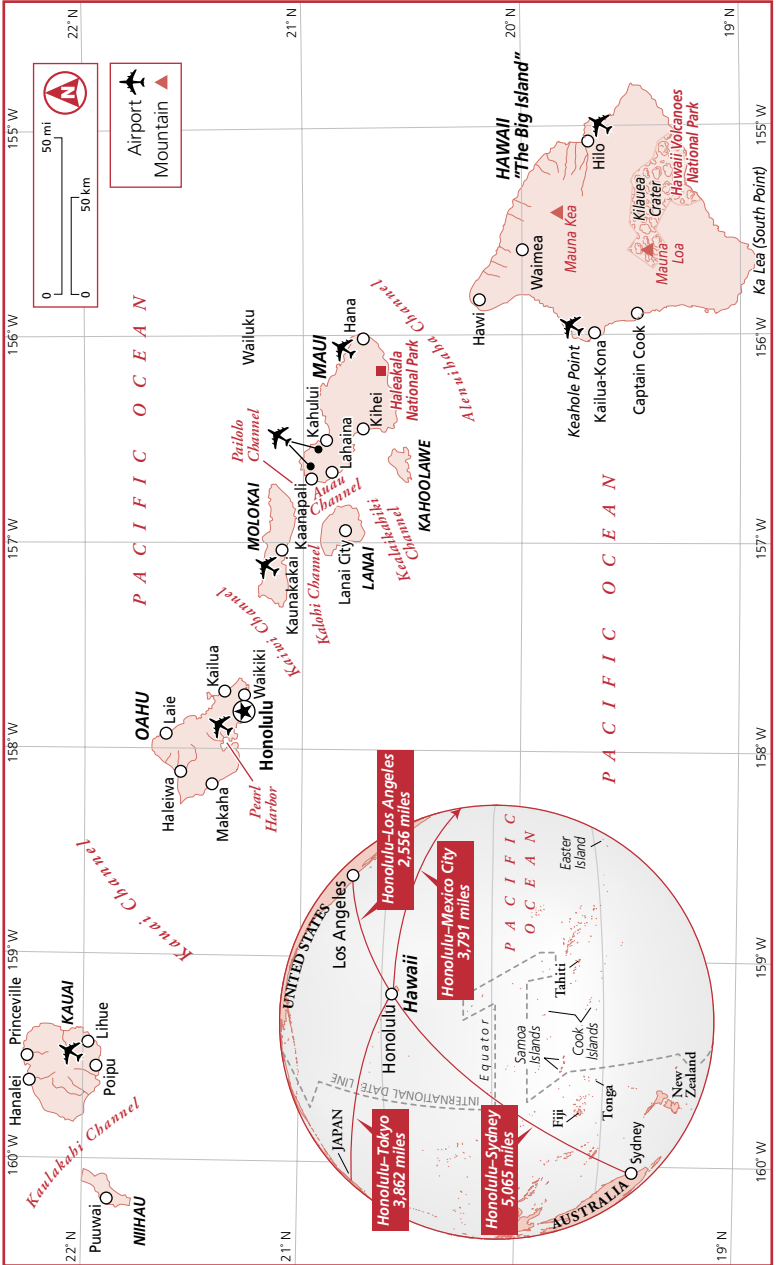 160° W
159° W
158° W
157° W
156° W
155° W
22° N
22° N
21° N
21° N
20° N
19° N
19° N
160° W
159° W
158° W
157° W
156° W
155° W
0
50 mi
0
50 km
N
Airport
Mountain
Kaulakahi Channel
Puuwai
NIIHAU
Hanalei
Princeville
KAUAI
Lihue
Poipu
Kauai Channel
OAHU
Laie
Haleiwa
Makaha
Kailua
Waikiki
Honolulu
Pearl
Harbor
Kaiwi Channel
PACIFIC OCEAN
MOLOKAI
Kaunakakai
Kalohi Channel
Pailolo
Channel
Kaanapali
Auau
Channel
Lahaina
Kahului
Wailuku
MAUI
Hana
Kihei
Haleakala
National Park
Lanai City
LANAI
Kealaikahiki
Channel
KAHOOLAWE
Alenuihaha Channel
HAWAII
"The Big Island"
Hawi
Waimea
Mauna Kea
Hilo
Keahole Point
Kailua-Kona
Captain Cook
Mauna
Loa
Kilauea
Crater
Hawaii Volcanoes
National Park
Ka Lea (South Point)
PACIFIC OCEAN
UNITED STATES
Los Angeles
Honolulu–Los Angeles
2,556 miles
Honolulu–Mexico City
3,791 miles
Honolulu
Hawaii
JAPAN
Honolulu–Tokyo
3,862 miles
INTERNATIONAL DATE LINE
Equator
PACIFIC
OCEAN
Honolulu–Sydney
5,065 miles
Samoa
Islands
Tahiti
Cook
Islands
Easter
Island
Fiji
Tonga
New
Zealand
Sydney
AUSTRALIA